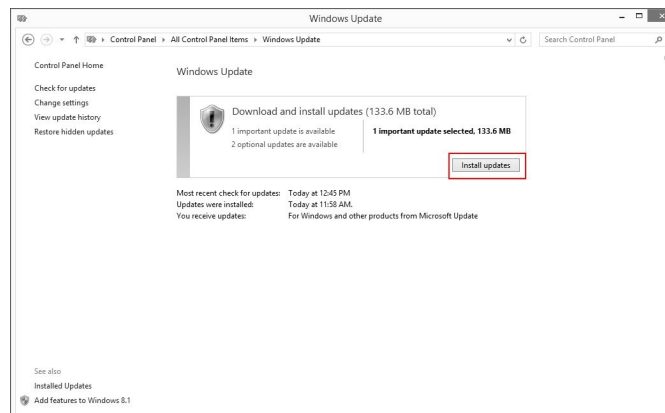 Windows Update
Control Panel ▸ All Control Panel Items ▸ Windows Update
Search Control Panel
Control Panel Home
Check for updates
Change settings
View update history
Restore hidden updates
Windows Update
Download and install updates (133.6 MB total)
1 important update is available
2 optional updates are available
1 important update selected, 133.6 MB
Install updates
Most recent check for updates: Today at 12:45 PM
Updates were installed: Today at 11:58 AM.
You receive updates: For Windows and other products from Microsoft Update
See also
Installed Updates
Add features to Windows 8.1